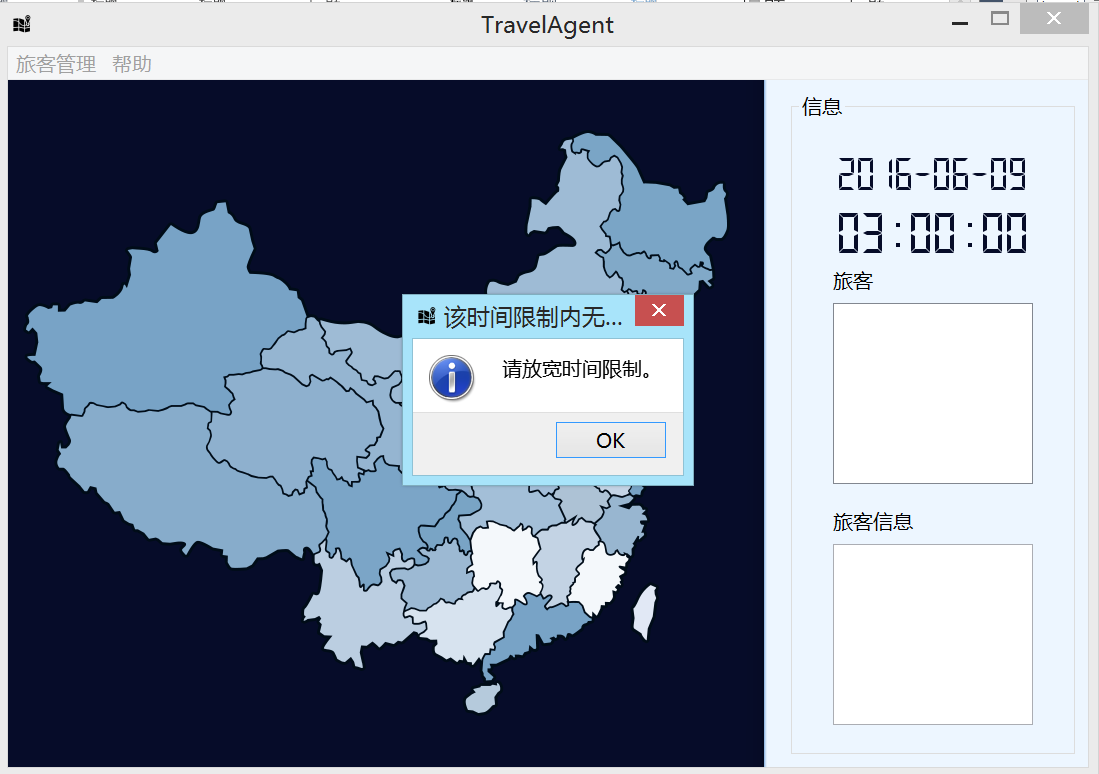 TravelAgent
旅客管理 帮助
信息
2016-06-09
03:00:00
旅客
该时间限制内无...
请放宽时间限制。
OK
旅客信息